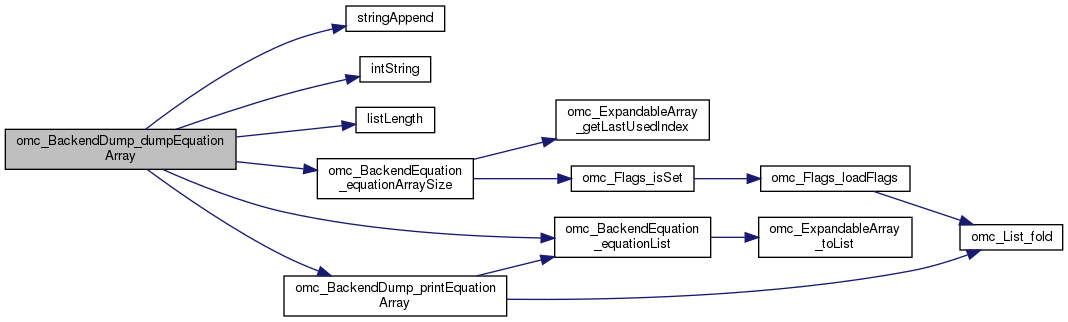 stringAppend
intString
listLength
omc_BackendDump_dumpEquation
Array
omc_BackendEquation
_equationArraySize
omc_ExpandableArray
_getLastUsedIndex
omc_Flags_isSet
omc_Flags_loadFlags
omc_BackendEquation
_equationList
omc_ExpandableArray
_toList
omc_List_fold
omc_BackendDump_printEquation
Array